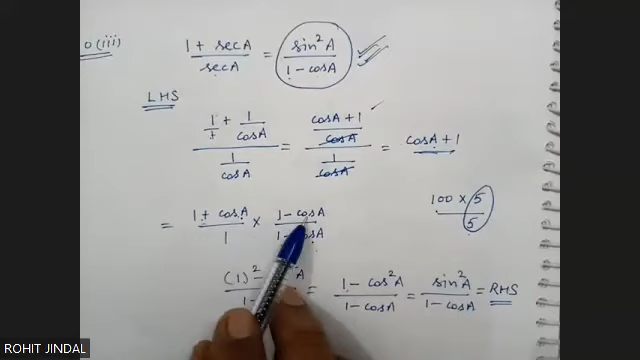 0(iii)
1 + secA / secA = sin²A / 1 - cosA
LHS
1/1 + 1/cosA / 1/cosA = cosA + 1 / cosA / 1/cosA = cosA + 1
= 1 + cosA / 1 × 1 - cosA / 1 - cosA
100 × 5 / 5
(1)² - A / 1- = 1 - cos²A / 1 - cosA = sin²A / 1 - cosA = RHS
ROHIT JINDAL